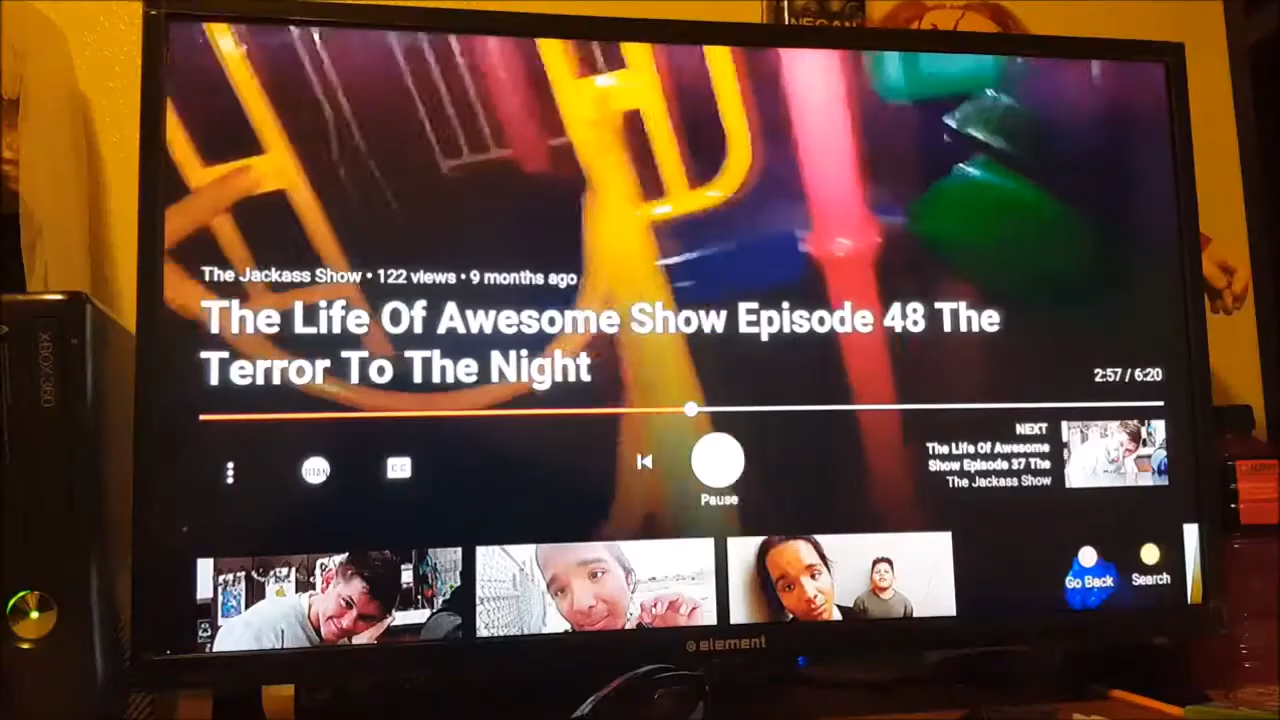 NEGAN
The Jackass Show • 122 views • 9 months ago
The Life Of Awesome Show Episode 48 The
Terror To The Night
2:57 / 6:20
NEXT
The Life Of Awesome
Show Episode 37 The
The Jackass Show
TITAN
CC
Pause
Go Back
Search
element
XBOX 360